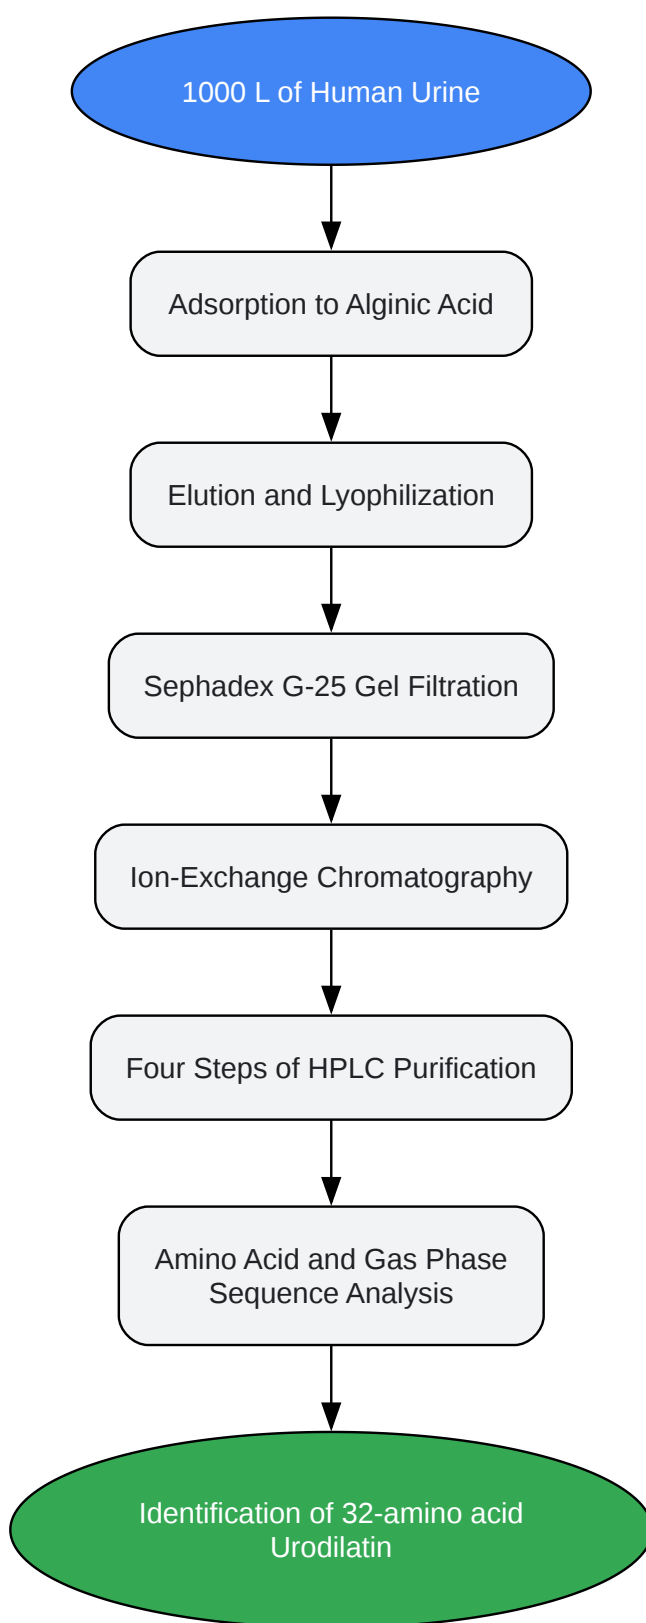 1000 L of Human Urine
Adsorption to Alginic Acid
Elution and Lyophilization
Sephadex G-25 Gel Filtration
Ion-Exchange Chromatography
Four Steps of HPLC Purification
Amino Acid and Gas Phase
Sequence Analysis
Identification of 32-amino acid
Urodilatin